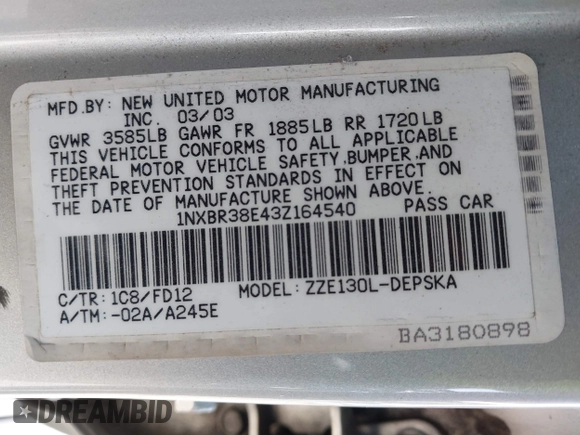 MFD.BY: NEW UNITED MOTOR MANUFACTURING
INC. 03/03
GVWR 3585LB GAWR FR 1885LB RR 1720LB
THIS VEHICLE CONFORMS TO ALL APPLICABLE
FEDERAL MOTOR VEHICLE SAFETY,BUMPER,AND
THEFT PREVENTION STANDARDS IN EFFECT ON
THE DATE OF MANUFACTURE SHOWN ABOVE.
1NXBR38E43Z164540 PASS CAR
C/TR: 1C8/FD12 MODEL: ZZE130L-DEPSKA
A/TM: -02A/A245E
BA3180898
DREAMBID